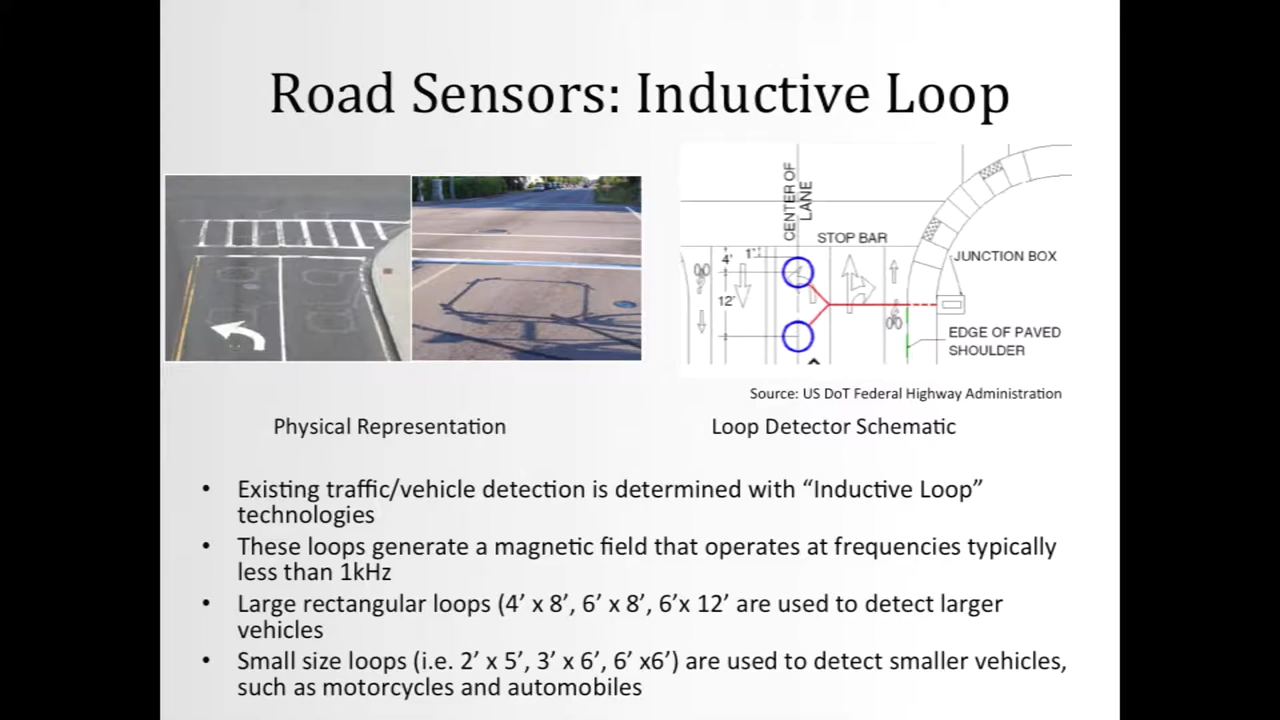 Road Sensors: Inductive Loop
CENTER OF
LANE
STOP BAR
1'
4'
12'
JUNCTION BOX
EDGE OF PAVED
SHOULDER
Source: US DoT Federal Highway Administration
Physical Representation
Loop Detector Schematic
• Existing traffic/vehicle detection is determined with “Inductive Loop”
technologies
• These loops generate a magnetic field that operates at frequencies typically
less than 1kHz
• Large rectangular loops (4’ x 8’, 6’ x 8’, 6’x 12’ are used to detect larger
vehicles
• Small size loops (i.e. 2’ x 5’, 3’ x 6’, 6’ x6’) are used to detect smaller vehicles,
such as motorcycles and automobiles